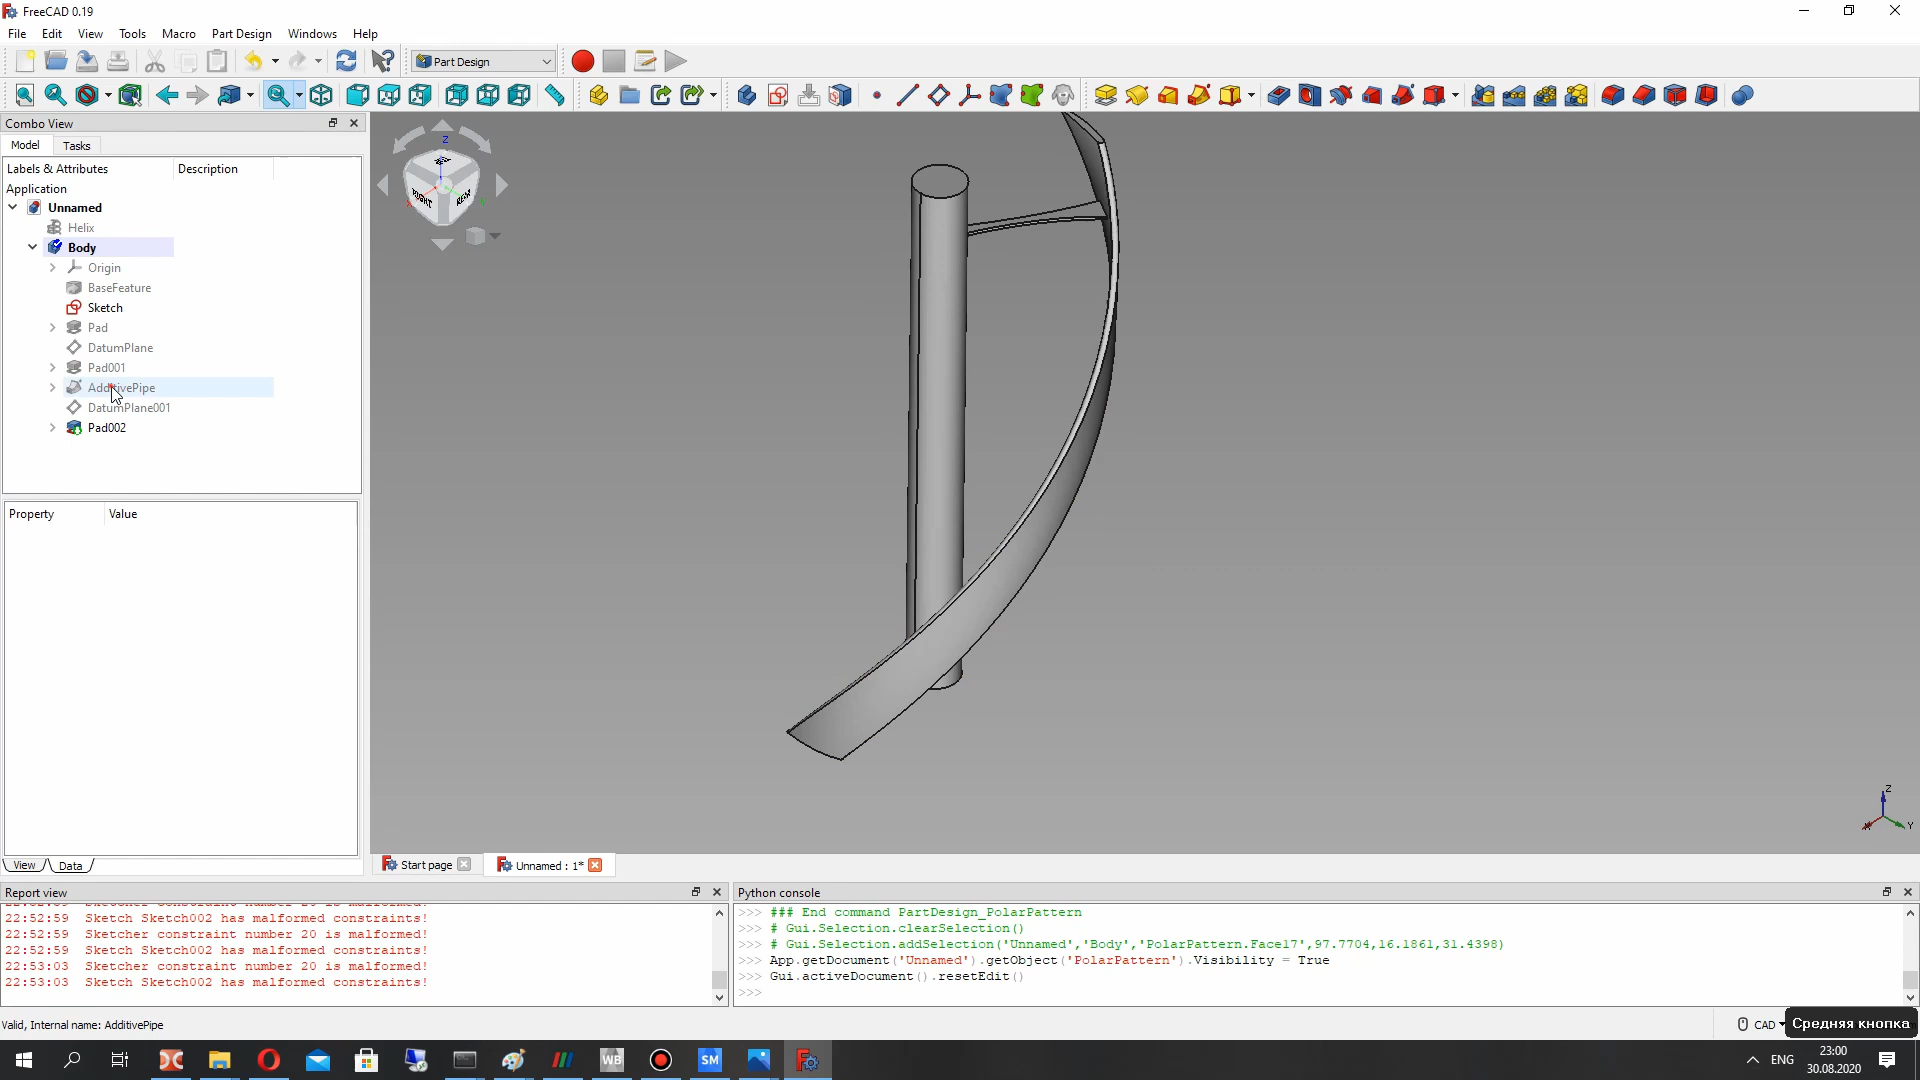 FreeCAD 0.19
File Edit View Tools Macro Part Design Windows Help
Part Design
Combo View
Model Tasks
Labels & Attributes Description
Application
Unnamed
Helix
Body
Origin
BaseFeature
Sketch
Pad
DatumPlane
Pad001
AdditivePipe
DatumPlane001
Pad002
Z
RIGHT REAR
Property Value
View Data
Start page Unnamed : 1*
Z
X Y
Report view
22:52:59 Sketch Sketch002 has malformed constraints!
22:52:59 Sketcher constraint number 20 is malformed!
22:52:59 Sketch Sketch002 has malformed constraints!
22:53:03 Sketcher constraint number 20 is malformed!
22:53:03 Sketch Sketch002 has malformed constraints!
Python console
>>> ### End command PartDesign_PolarPattern
>>> # Gui.Selection.clearSelection()
>>> # Gui.Selection.addSelection('Unnamed','Body','PolarPattern.Face17',97.7704,16.1861,31.4398)
>>> App.getDocument('Unnamed').getObject('PolarPattern').Visibility = True
>>> Gui.activeDocument().resetEdit()
>>>
Valid, Internal name: AdditivePipe
CAD
Средняя кнопка
WB
SM
ENG
23:00
30.08.2020